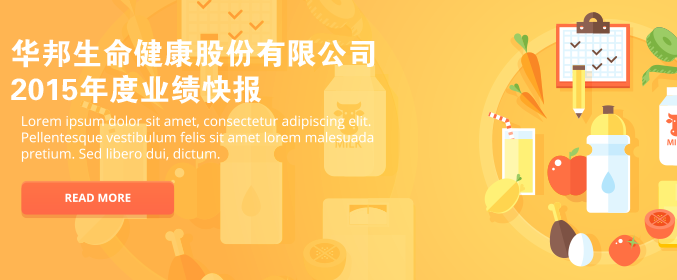 华邦生命健康股份有限公司
2015年度业绩快报
Lorem ipsum dolor sit amet, consectetur adipiscing elit.
Pellentesque vestibulum felis sit amet lorem malesuada
pretium. Sed libero dui, dictum.
READ MORE
MILK